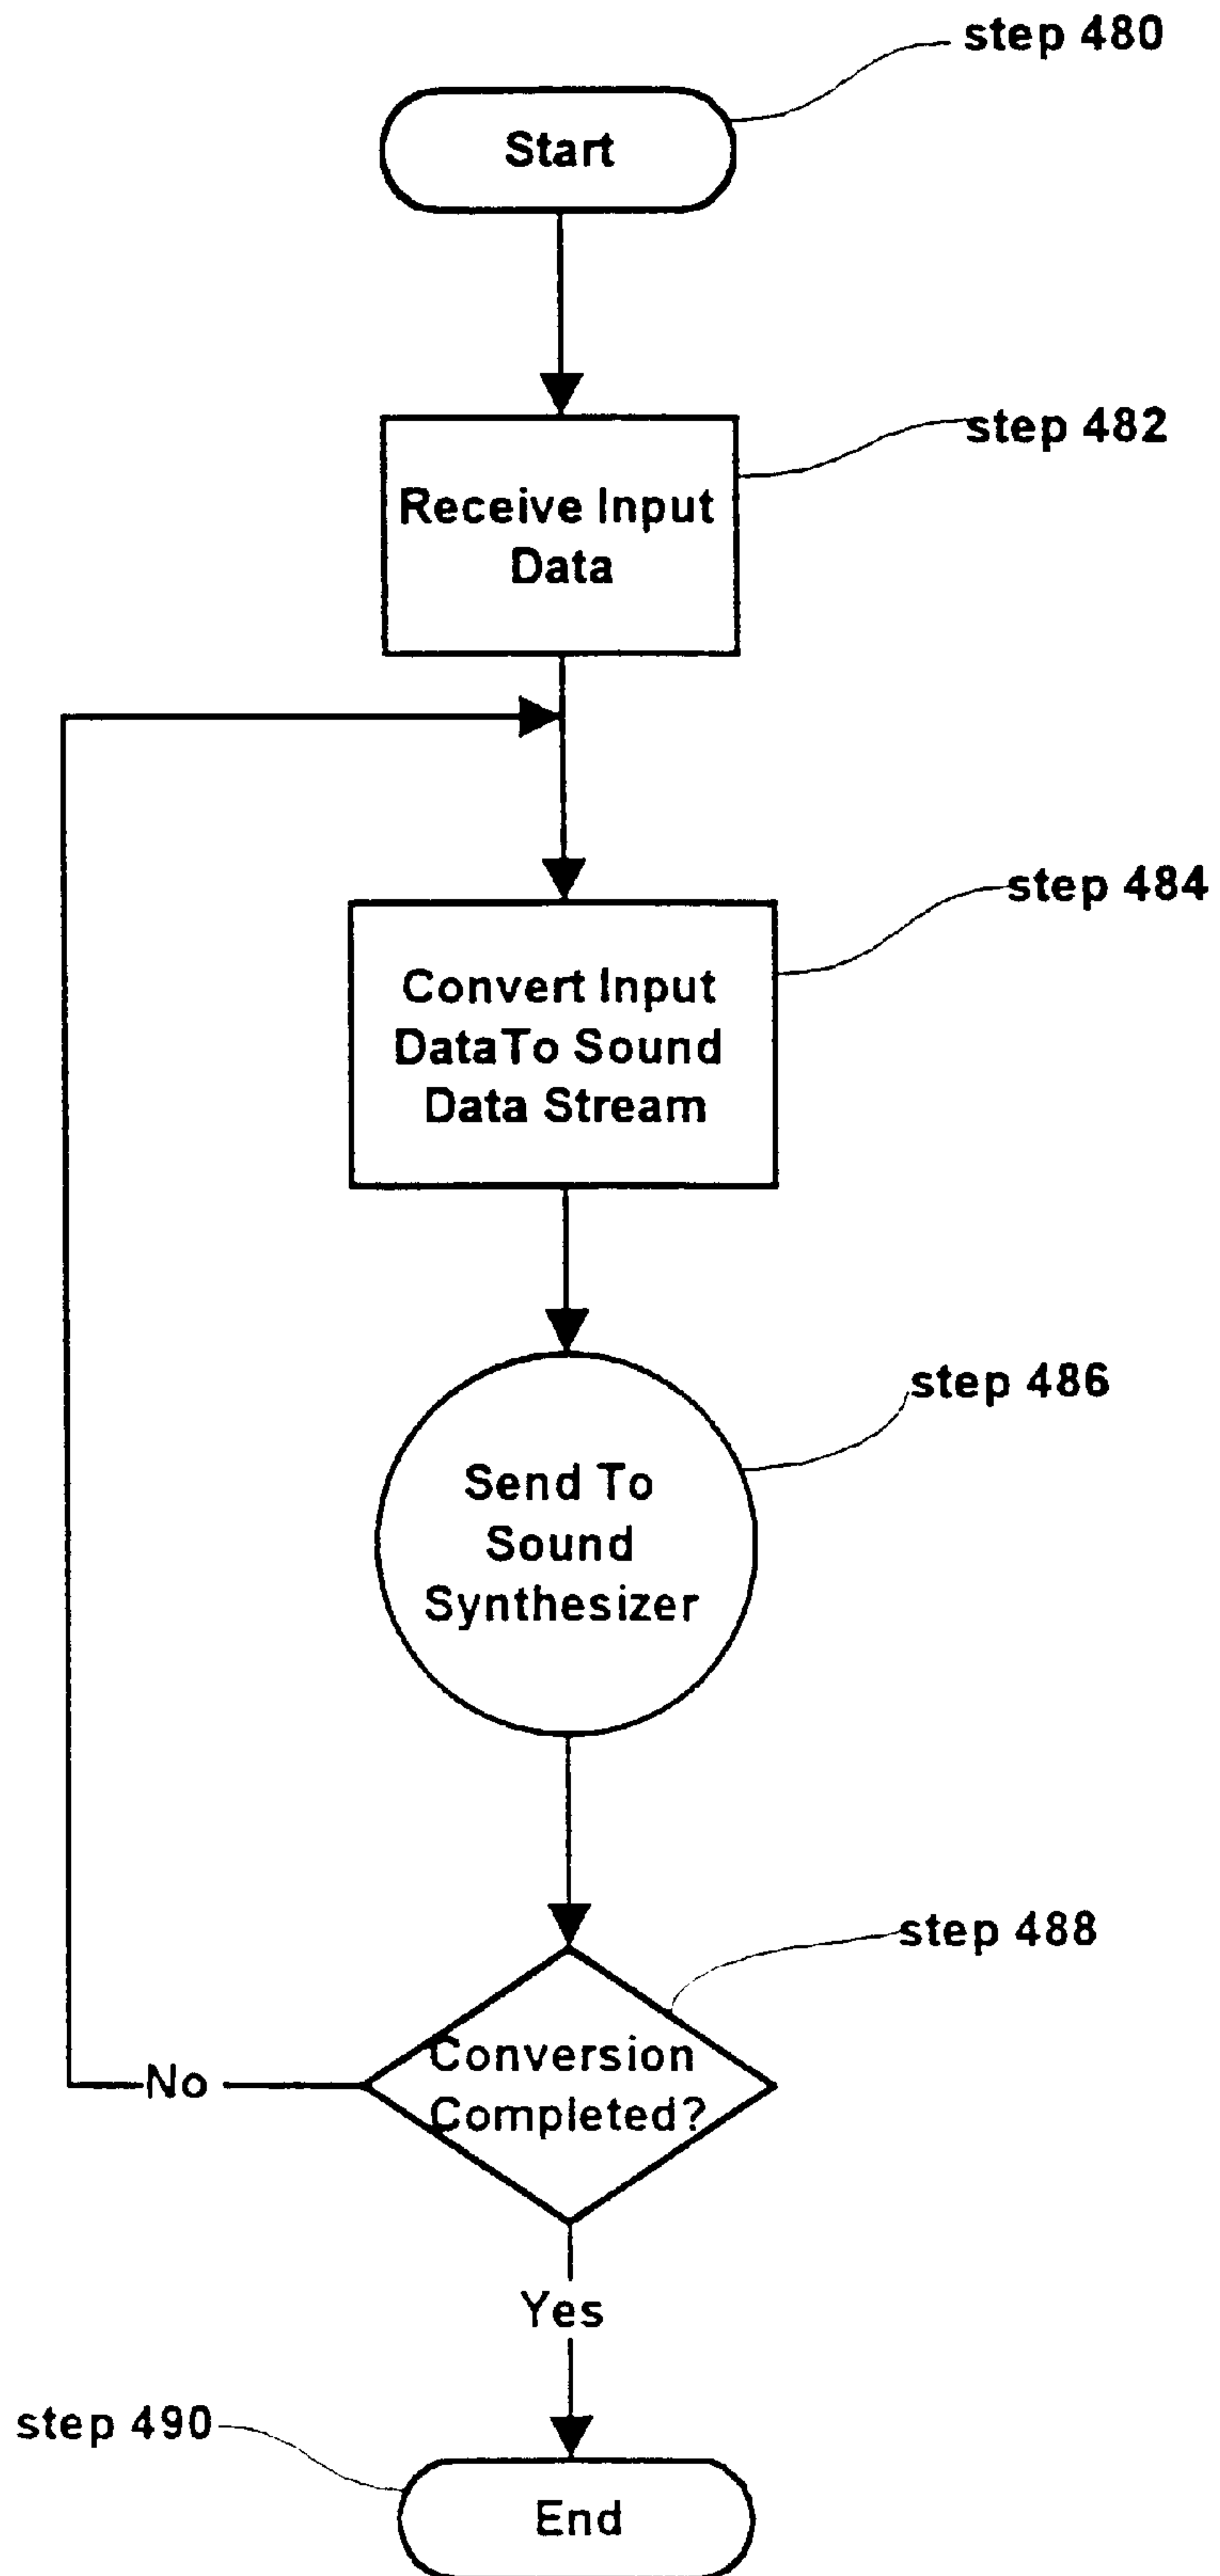 step 480
Start
step 482
Receive Input
Data
step 484
Convert Input
DataTo Sound
Data Stream
step 486
Send To
Sound
Synthesizer
step 488
Conversion
Completed?
No
Yes
step 490
End